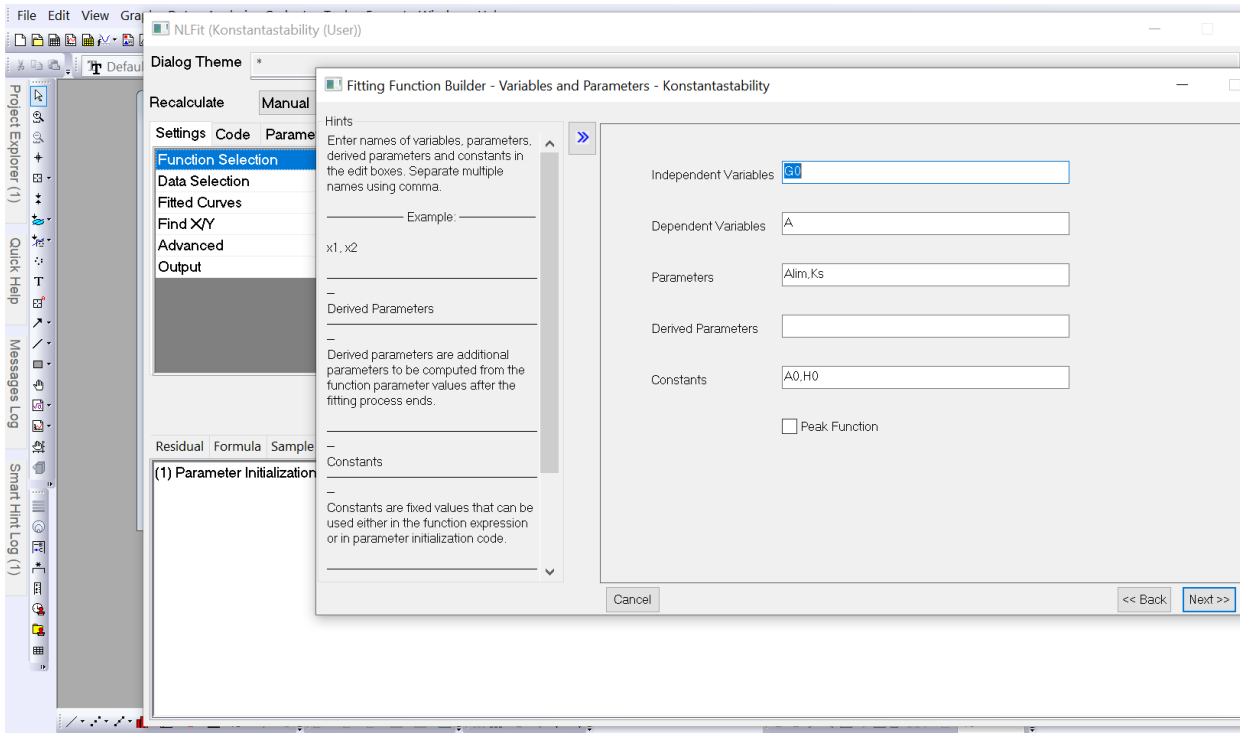 File Edit View Gra
NLFit (Konstantastability (User))
Defau
Dialog Theme *
Recalculate Manual
Settings Code Parame
Function Selection
Data Selection
Fitted Curves
Find X/Y
Advanced
Output
Residual Formula Sample
(1) Parameter Initialization
Project Explorer (1)
Quick Help
Messages Log
Smart Hint Log (1)
Fitting Function Builder - Variables and Parameters - Konstantastability
Hints
Enter names of variables, parameters,
derived parameters and constants in
the edit boxes. Separate multiple
names using comma.
Example:
x1, x2
Derived Parameters
Derived parameters are additional
parameters to be computed from the
function parameter values after the
fitting process ends.
Constants
Constants are fixed values that can be
used either in the function expression
or in parameter initialization code.
Independent Variables G0
Dependent Variables A
Parameters Alim,Ks
Derived Parameters
Constants A0,H0
Peak Function
Cancel << Back Next >>